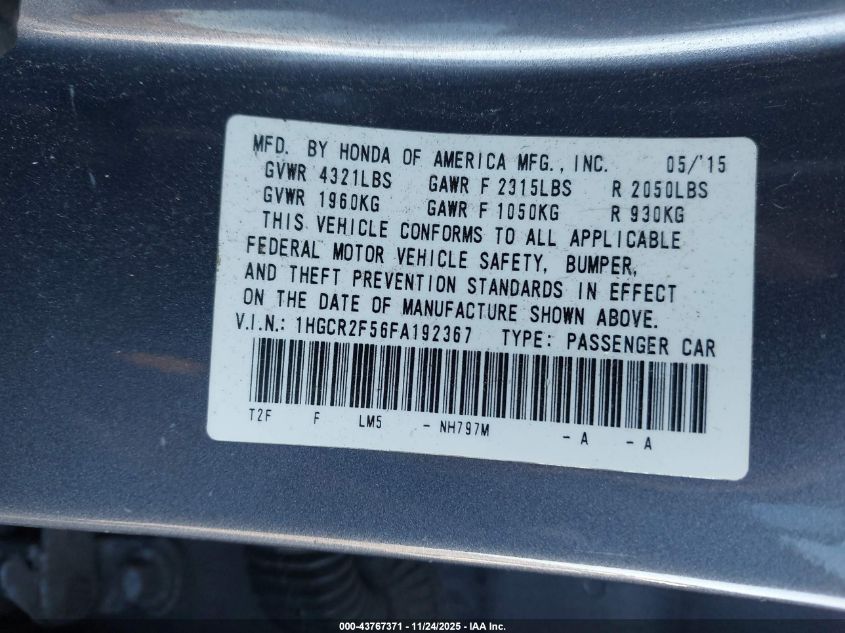 MFD. BY HONDA OF AMERICA MFG., INC. 05/'15
GVWR 4321LBS GAWR F 2315LBS R 2050LBS
GVWR 1960KG GAWR F 1050KG R 930KG
THIS VEHICLE CONFORMS TO ALL APPLICABLE
FEDERAL MOTOR VEHICLE SAFETY, BUMPER,
AND THEFT PREVENTION STANDARDS IN EFFECT
ON THE DATE OF MANUFACTURE SHOWN ABOVE.
V.I.N.: 1HGCR2F56FA192367 TYPE: PASSENGER CAR
T2F F LM5 - NH797M - A - A
000-43767371 - 11/24/2025 - IAA Inc.